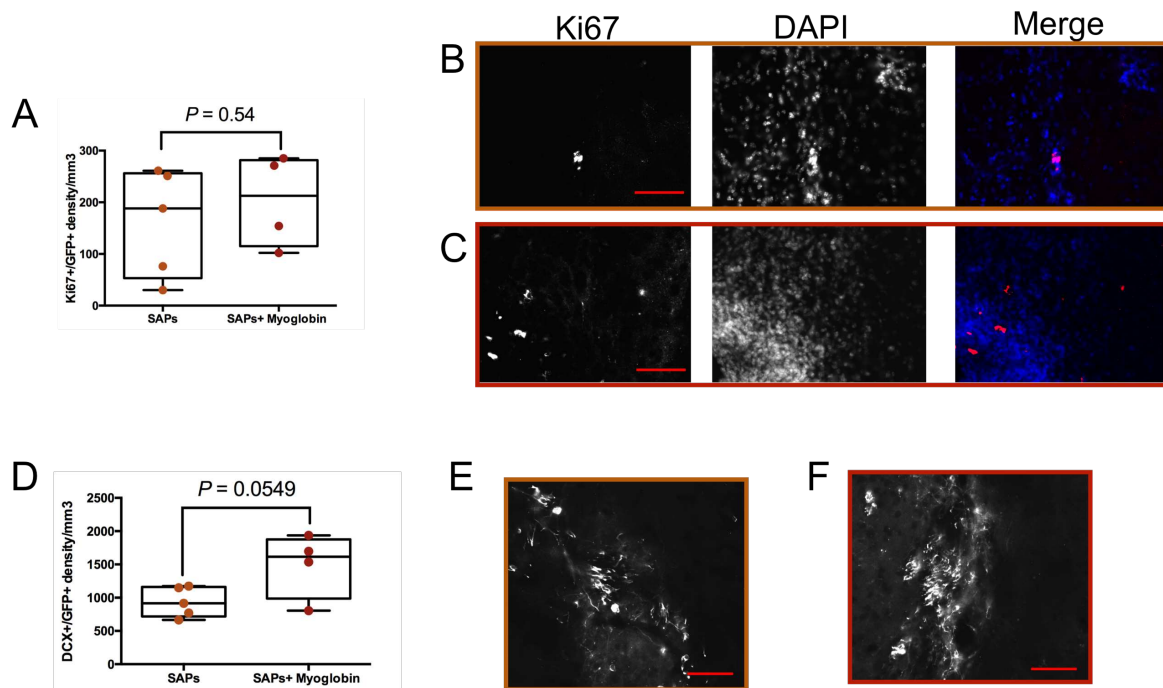 Ki67 DAPI Merge
B
A
P = 0.54
Ki67+/GFP+ density/mm3
300
200
100
0
SAPs SAPs+ Myoglobin
C
D
P = 0.0549
DCX+/GFP+ density/mm3
2500
2000
1500
1000
500
0
SAPs SAPs+ Myoglobin
E
F